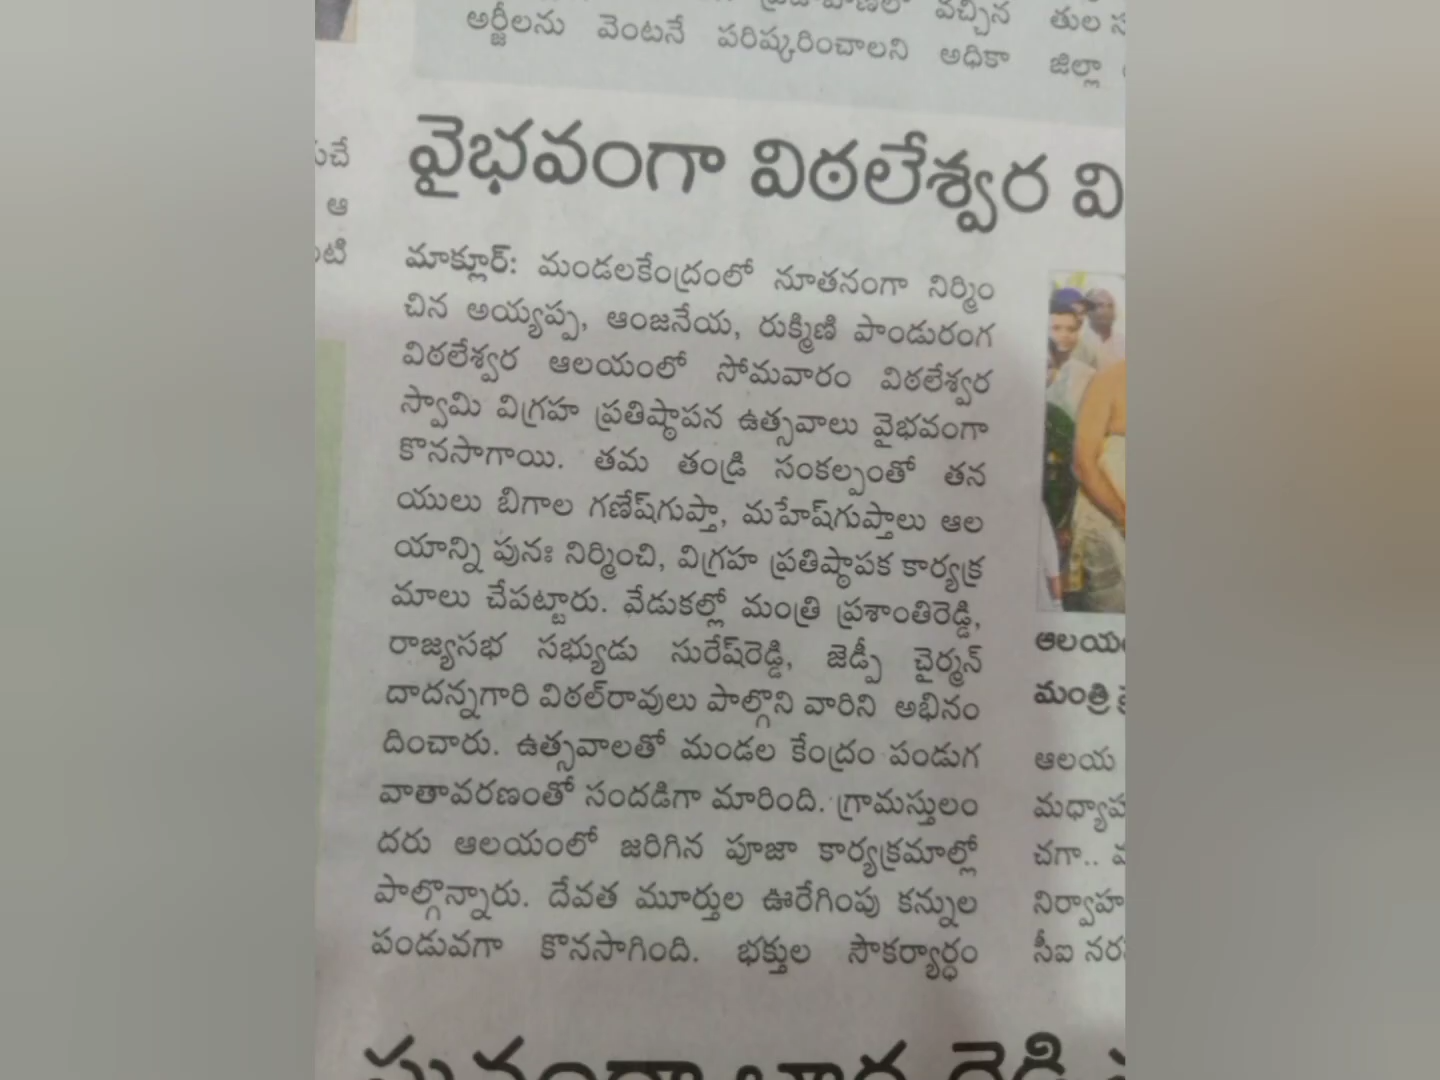 వచ్చిన
అర్జీలను వెంటనే పరిష్కరించాలని అధికా
తుల
జిల్లా
వైభవంగా విఠలేశ్వర వి
మాక్లూర్: మండలకేంద్రంలో నూతనంగా నిర్మిం
చిన అయ్యప్ప, ఆంజనేయ, రుక్మిణి పాండురంగ
విఠలేశ్వర ఆలయంలో సోమవారం విఠలేశ్వర
స్వామి విగ్రహ ప్రతిష్ఠాపన ఉత్సవాలు వైభవంగా
కొనసాగాయి. తమ తండ్రి సంకల్పంతో తన
యులు బిగాల గణేష్‌గుప్తా, మహేష్‌గుప్తాలు ఆల
యాన్ని పునః నిర్మించి, విగ్రహ ప్రతిష్ఠాపక కార్యక్ర
మాలు చేపట్టారు. వేడుకల్లో మంత్రి ప్రశాంతిరెడ్డి,
రాజ్యసభ సభ్యుడు సురేష్‌రెడ్డి, జెడ్పీ చైర్మన్
దాదన్నగారి విఠల్‌రావులు పాల్గొని వారిని అభినం
దించారు. ఉత్సవాలతో మండల కేంద్రం పండుగ
వాతావరణంతో సందడిగా మారింది. గ్రామస్తులం
దరు ఆలయంలో జరిగిన పూజా కార్యక్రమాల్లో
పాల్గొన్నారు. దేవత మూర్తుల ఊరేగింపు కన్నుల
పండువగా కొనసాగింది. భక్తుల సౌకర్యార్థం
మంత్రి
ఆలయ
చగా..
సీఐ